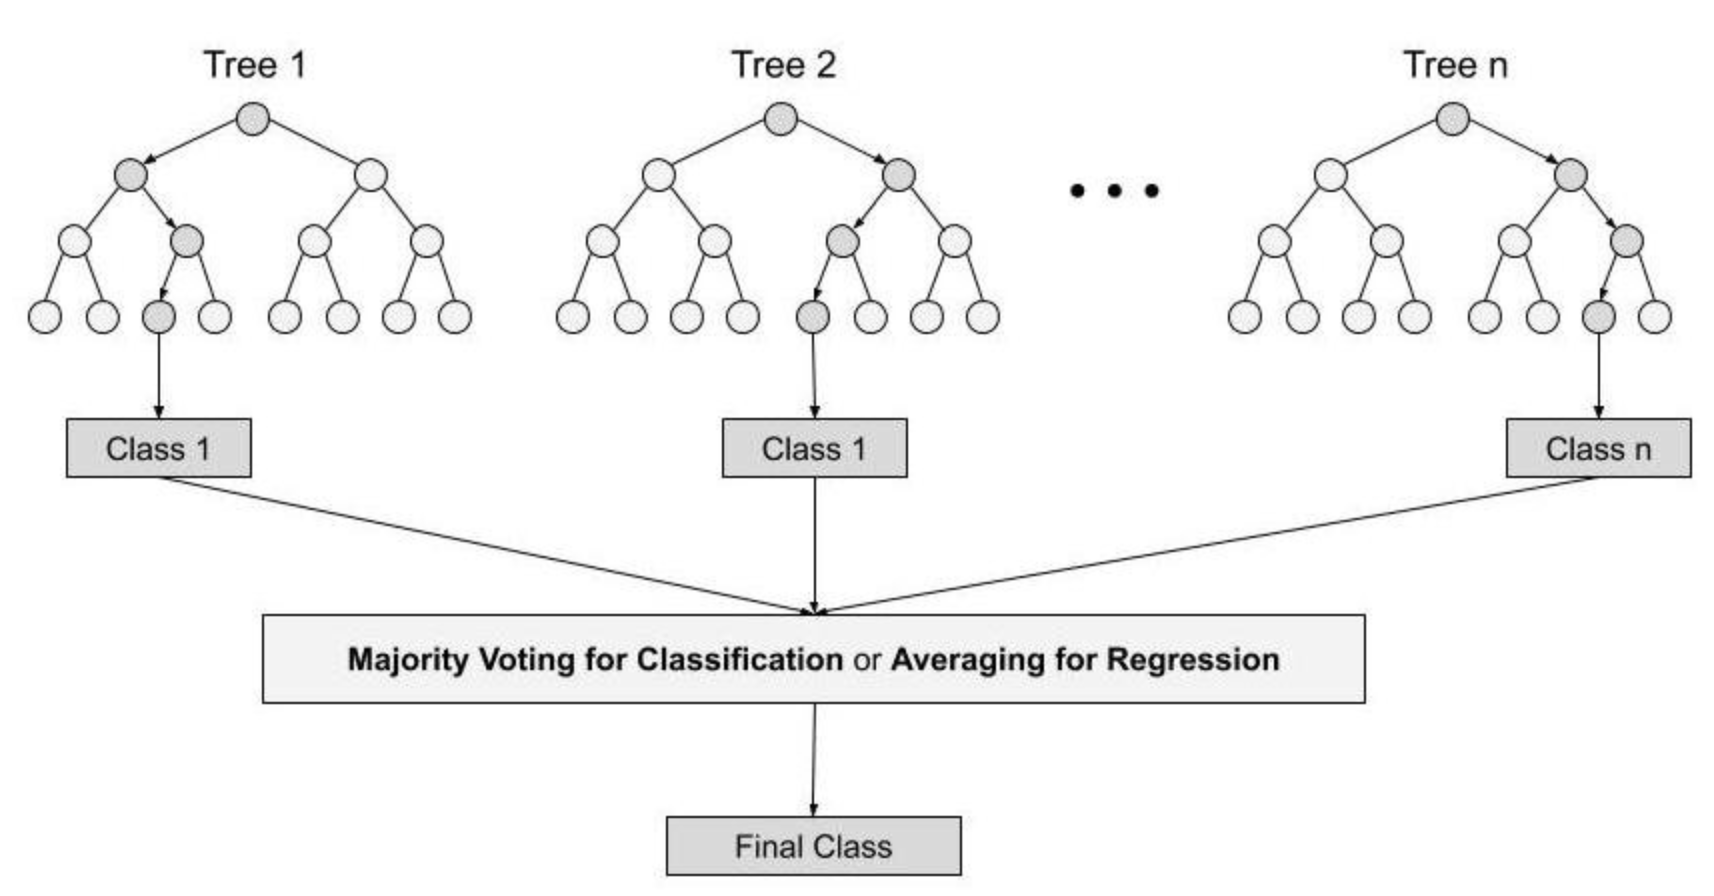 Tree 1
Tree 2
Tree n
Class 1
Class 1
Class n
Majority Voting for Classification or Averaging for Regression
Final Class